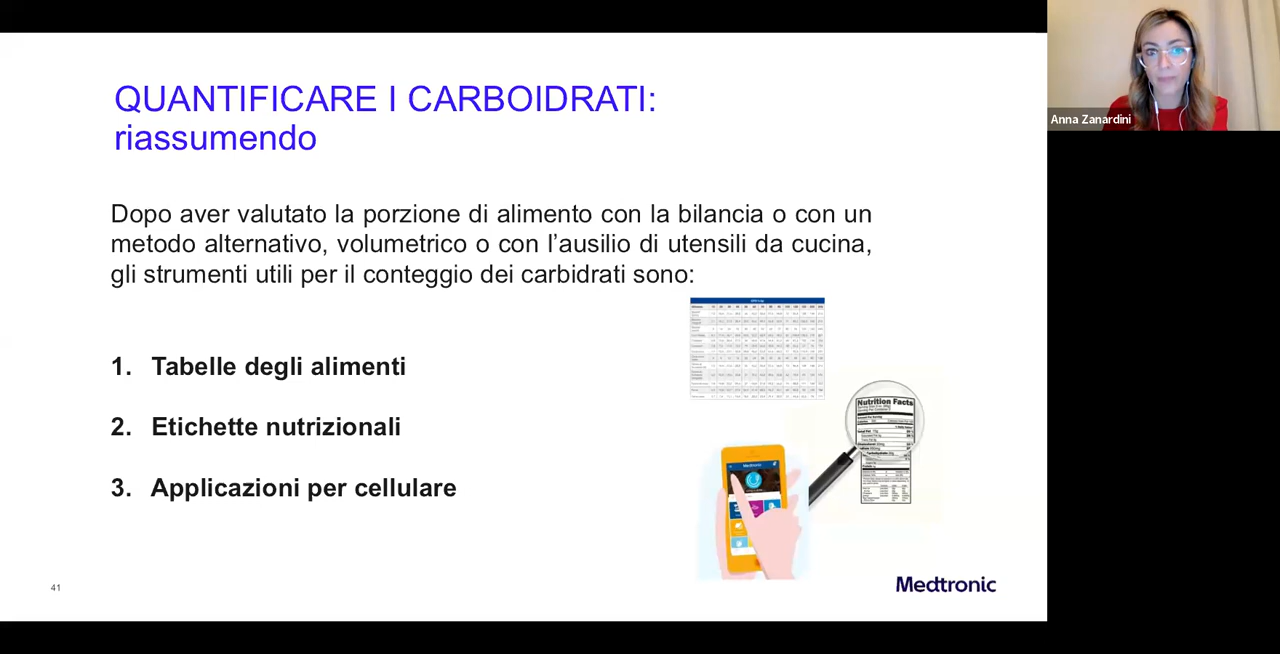 QUANTIFICARE I CARBOIDRATI:
riassumendo
Dopo aver valutato la porzione di alimento con la bilancia o con un
metodo alternativo, volumetrico o con l’ausilio di utensili da cucina,
gli strumenti utili per il conteggio dei carbidrati sono:
1. Tabelle degli alimenti
2. Etichette nutrizionali
3. Applicazioni per cellulare
Nutrition Facts
Medtronic
41
Medtronic
Anna Zanardini